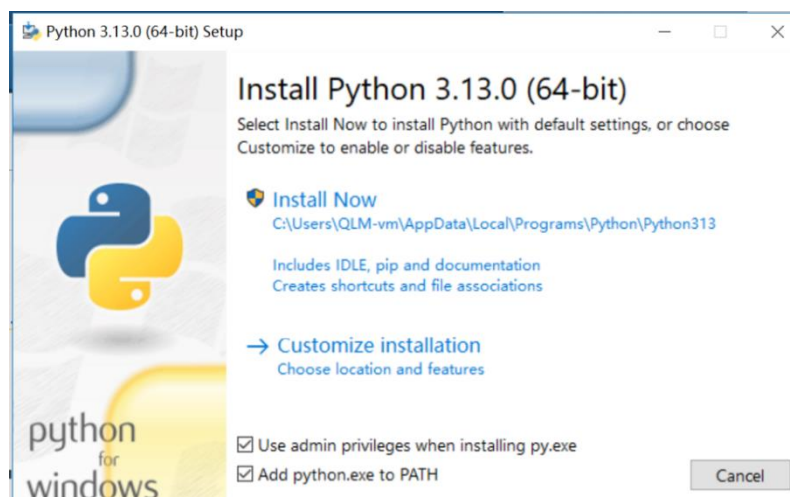 Python 3.13.0 (64-bit) Setup
Install Python 3.13.0 (64-bit)
Select Install Now to install Python with default settings, or choose
Customize to enable or disable features.
Install Now
C:\Users\QLM-vm\AppData\Local\Programs\Python\Python313
Includes IDLE, pip and documentation
Creates shortcuts and file associations
Customize installation
Choose location and features
python
for
windows
Use admin privileges when installing py.exe
Add python.exe to PATH
Cancel